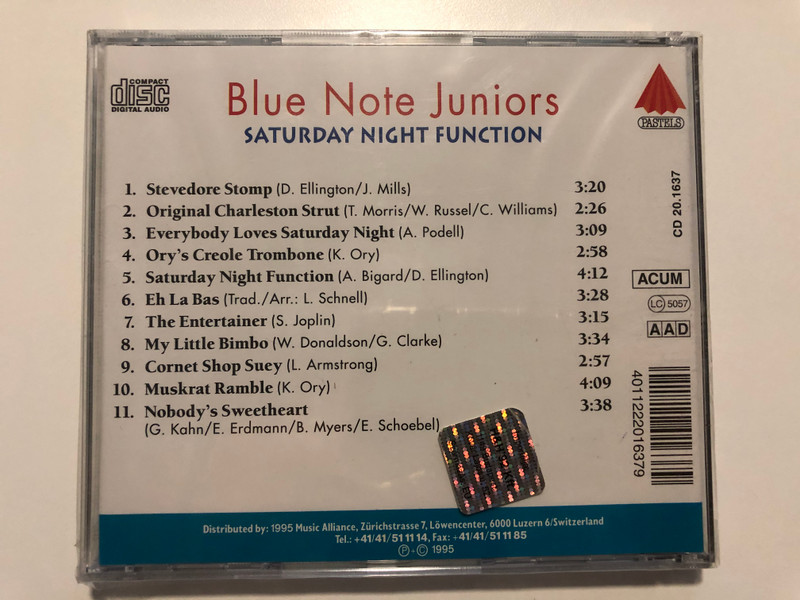 COMPACT
disc
DIGITAL AUDIO
Blue Note Juniors
SATURDAY NIGHT FUNCTION
PASTELS
1. Stevedore Stomp (D. Ellington/J. Mills) 3:20
2. Original Charleston Strut (T. Morris/W. Russel/C. Williams) 2:26
3. Everybody Loves Saturday Night (A. Podell) 3:09
4. Ory's Creole Trombone (K. Ory) 2:58
5. Saturday Night Function (A. Bigard/D. Ellington) 4:12
6. Eh La Bas (Trad./Arr.: L. Schnell) 3:28
7. The Entertainer (S. Joplin) 3:15
8. My Little Bimbo (W. Donaldson/G. Clarke) 3:34
9. Cornet Shop Suey (L. Armstrong) 2:57
10. Muskrat Ramble (K. Ory) 4:09
11. Nobody's Sweetheart 3:38
(G. Kahn/E. Erdmann/B. Myers/E. Schoebel)
CD 20.1637
ACUM
LC 5057
AAD
4011222016379
Distributed by: 1995 Music Alliance, Zürichstrasse 7, Löwencenter, 6000 Luzern 6/Switzerland
Tel.: +41/41/51 11 14, Fax: +41/41/51 11 85
Ⓟ+© 1995